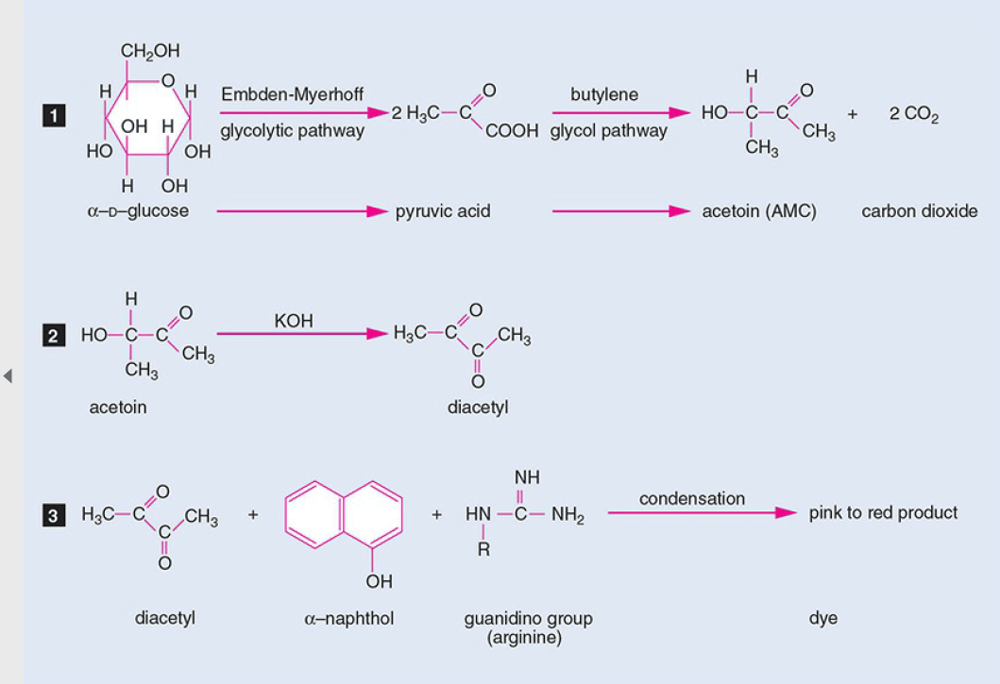 1
CH₂OH
O
H
H
OH H
HO
OH
H
OH
Embden-Myerhoff
glycolytic pathway
2 H₃C–C
O
COOH
butylene
glycol pathway
H
HO–C–C
O
CH₃
CH₃
+
2 CO₂
α–D–glucose
pyruvic acid
acetoin (AMC)
carbon dioxide
2
H
HO–C–C
O
CH₃
CH₃
KOH
H₃C–C
O
CH₃
C
O
acetoin
diacetyl
3
H₃C–C
O
CH₃
C
O
+
OH
+
NH
HN–C–NH₂
R
condensation
pink to red product
diacetyl
α–naphthol
guanidino group
(arginine)
dye